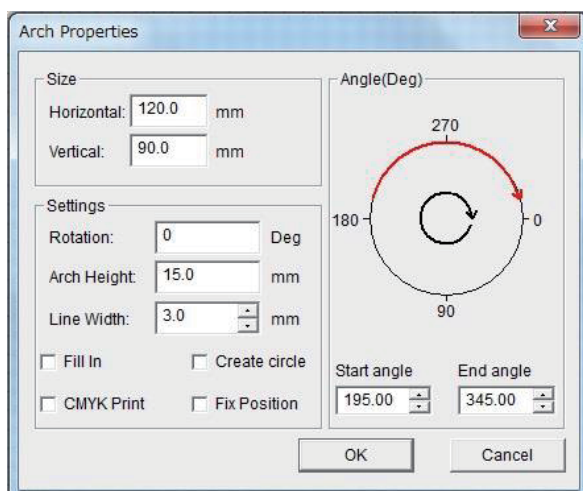 Arch Properties
Size
Horizontal: 120.0 mm
Vertical: 90.0 mm
Settings
Rotation: 0 Deg
Arch Height: 15.0 mm
Line Width: 3.0 mm
Fill In
Create circle
CMYK Print
Fix Position
Angle(Deg)
270
180
0
90
Start angle
End angle
195.00
345.00
OK
Cancel